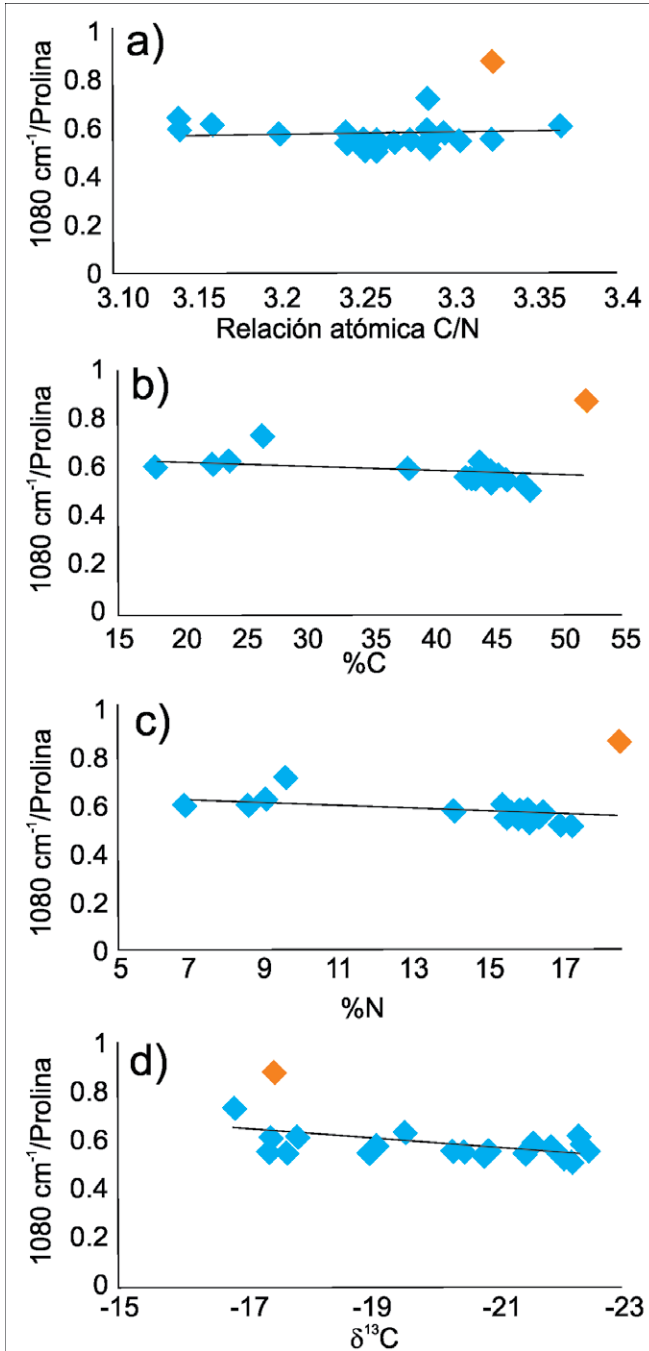 a)
1080 cm⁻¹/Prolina
1
0.8
0.6
0.4
0.2
0
3.10 3.15 3.2 3.25 3.3 3.35 3.4
Relación atómica C/N
b)
1080 cm⁻¹/Prolina
1
0.8
0.6
0.4
0.2
0
15 20 25 30 35 40 45 50 55
%C
c)
1080 cm⁻¹/Prolina
1
0.8
0.6
0.4
0.2
0
5 7 9 11 13 15 17
%N
d)
1080 cm⁻¹/Prolina
1
0.8
0.6
0.4
0.2
0
-15 -17 -19 -21 -23
δ¹³C